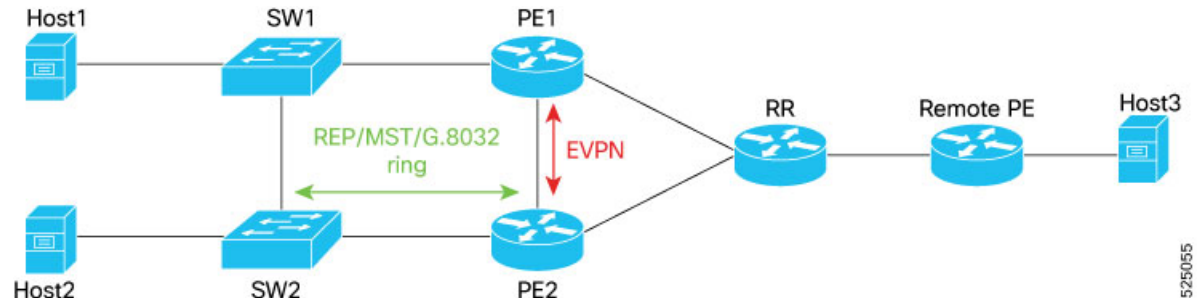 Host1
SW1
PE1
REP/MST/G.8032
ring
EVPN
RR
Remote PE
Host3
Host2
SW2
PE2
525055